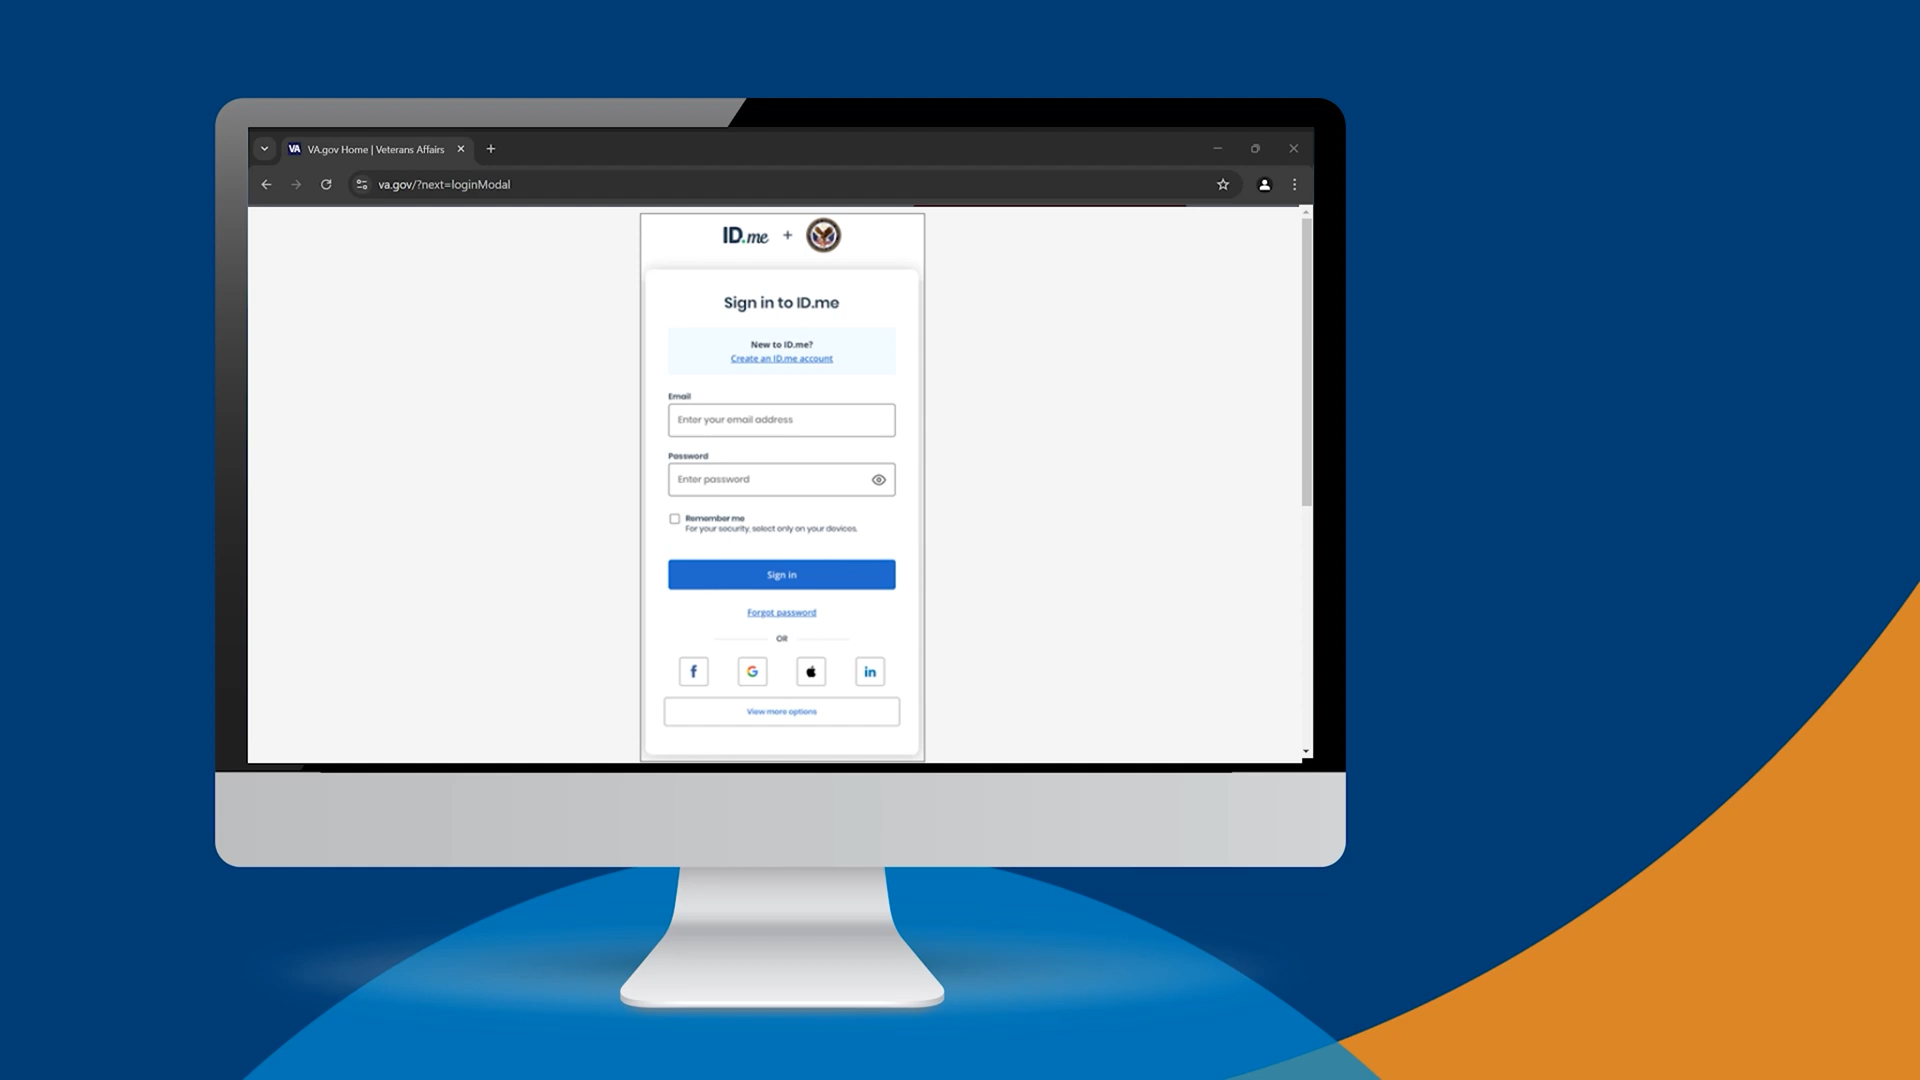 VA
VA.gov Home | Veterans Affairs
va.gov/?next=loginModal
ID.me +
Sign in to ID.me
New to ID.me?
Create an ID.me account
Email
Enter your email address
Password
Enter password
Remember me
For your security, select only on your devices.
Sign in
Forgot password
OR
f G in
View more options